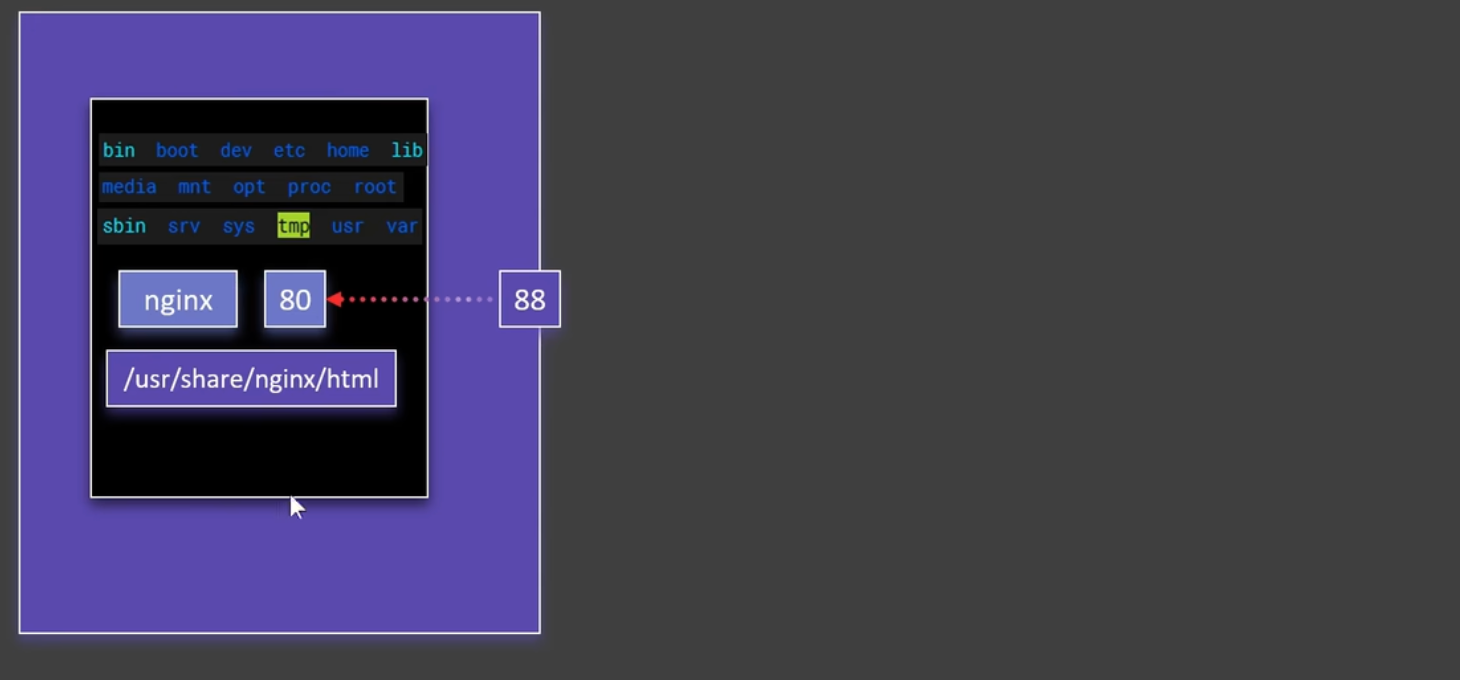 bin boot dev etc home lib
media mnt opt proc root
sbin srv sys tmp usr var
nginx 80 88
/usr/share/nginx/html